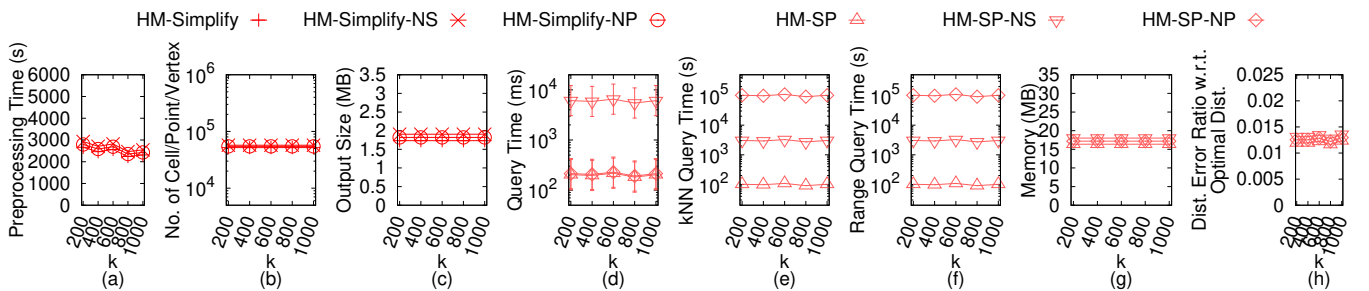 HM-Simplify HM-Simplify-NS HM-Simplify-NP HM-SP HM-SP-NS HM-SP-NP
Preprocessing Time (s)
6000
5000
4000
3000
2000
1000
0
200 400 600 800 1000
k
(a)
No. of Cell/Point/Vertex
10^6
10^5
10^4
200 400 600 800 1000
k
(b)
Output Size (MB)
3.5
3
2.5
2
1.5
1
0.5
0
200 400 600 800 1000
k
(c)
Query Time (ms)
10^4
10^3
10^2
200 400 600 800 1000
k
(d)
kNN Query Time (s)
10^5
10^4
10^3
10^2
200 400 600 800 1000
k
(e)
Range Query Time (s)
10^5
10^4
10^3
10^2
200 400 600 800 1000
k
(f)
Memory (MB)
35
30
25
20
15
10
5
0
200 400 600 800 1000
k
(g)
Dist. Error Ratio w.r.t.
Optimal Dist.
0.025
0.02
0.015
0.01
0.005
0
200 400 600 800 1000
k
(h)